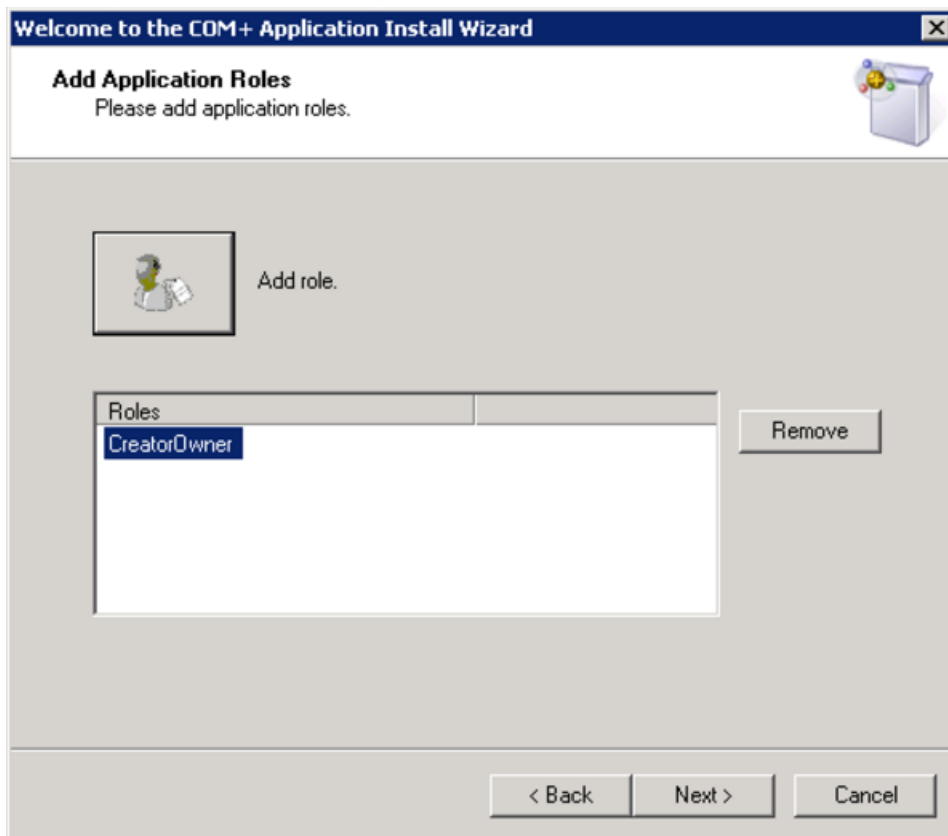 Welcome to the COM+ Application Install Wizard
Add Application Roles
Please add application roles.
Add role.
Roles
CreatorOwner
Remove
< Back
Next >
Cancel